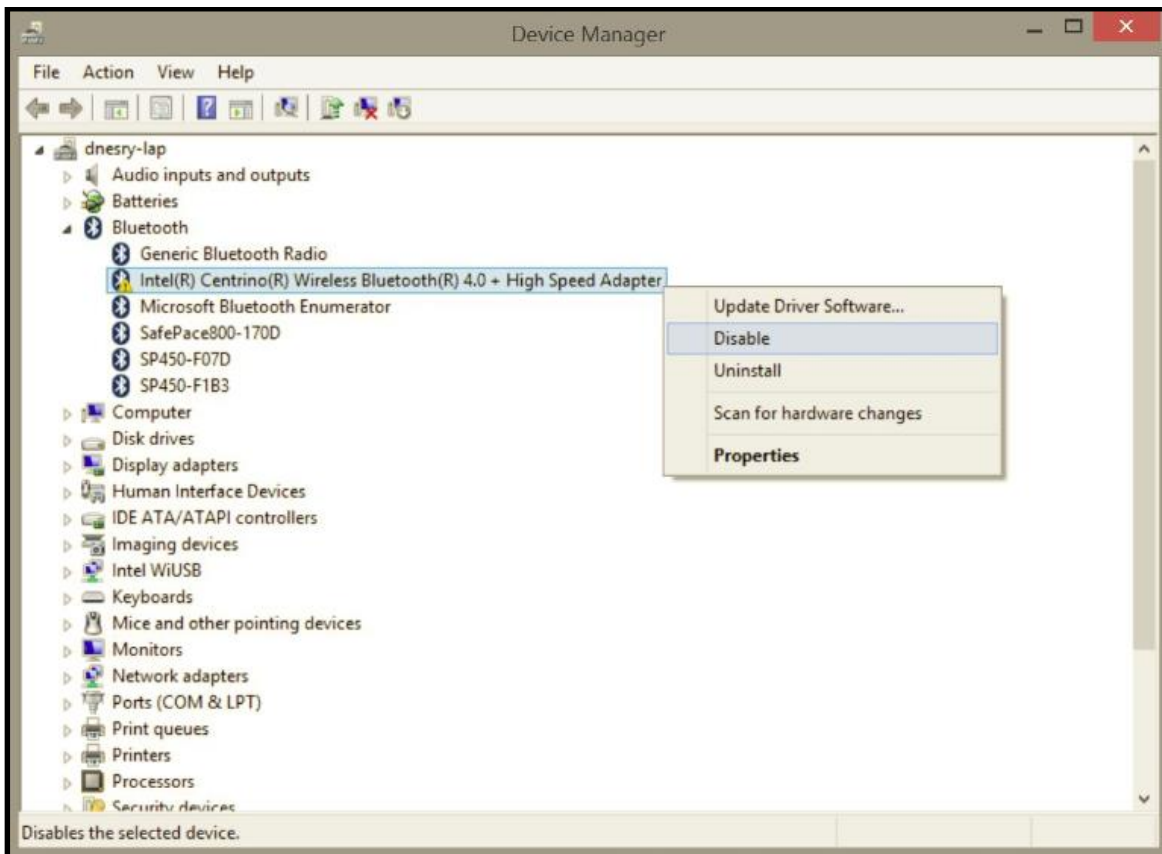 Device Manager
File Action View Help
dnesry-lap
Audio inputs and outputs
Batteries
Bluetooth
Generic Bluetooth Radio
Intel(R) Centrino(R) Wireless Bluetooth(R) 4.0 + High Speed Adapter
Microsoft Bluetooth Enumerator
SafePace800-170D
SP450-F07D
SP450-F1B3
Computer
Disk drives
Display adapters
Human Interface Devices
IDE ATA/ATAPI controllers
Imaging devices
Intel WiUSB
Keyboards
Mice and other pointing devices
Monitors
Network adapters
Ports (COM & LPT)
Print queues
Printers
Processors
Security devices
Update Driver Software...
Disable
Uninstall
Scan for hardware changes
Properties
Disables the selected device.